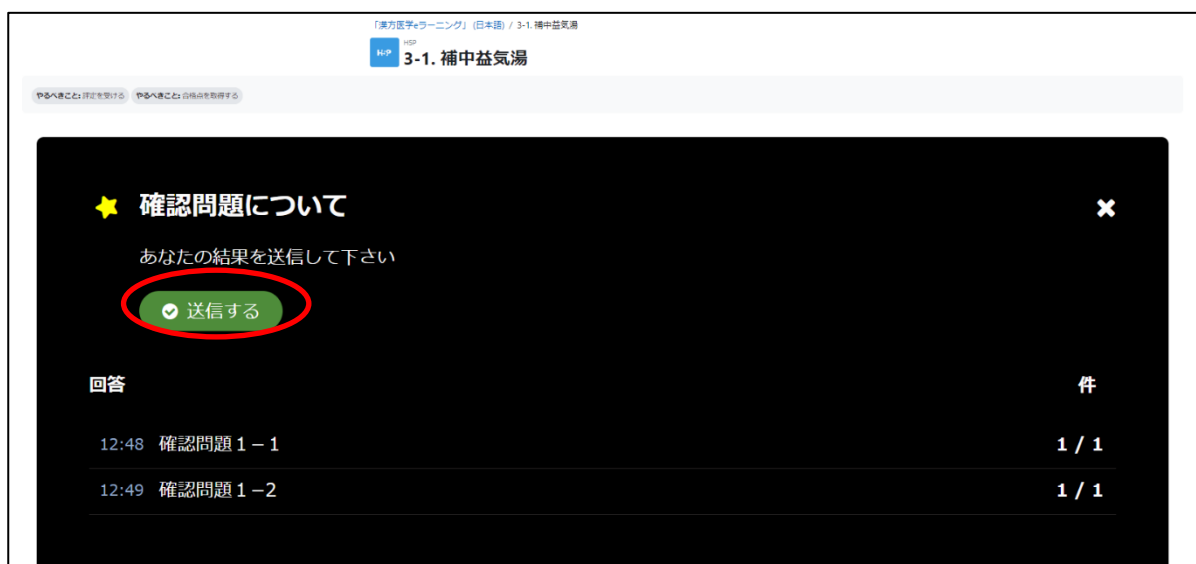 「漢方医学eラーニング」 (日本語) / 3-1. 補中益気湯
H5P
H-P 3-1. 補中益気湯
やるべきこと: 評定を受ける やるべきこと: 合格点を取得する
確認問題について
あなたの結果を送信して下さい
送信する
回答 件
12:48 確認問題１－１ 1 / 1
12:49 確認問題１－2 1 / 1